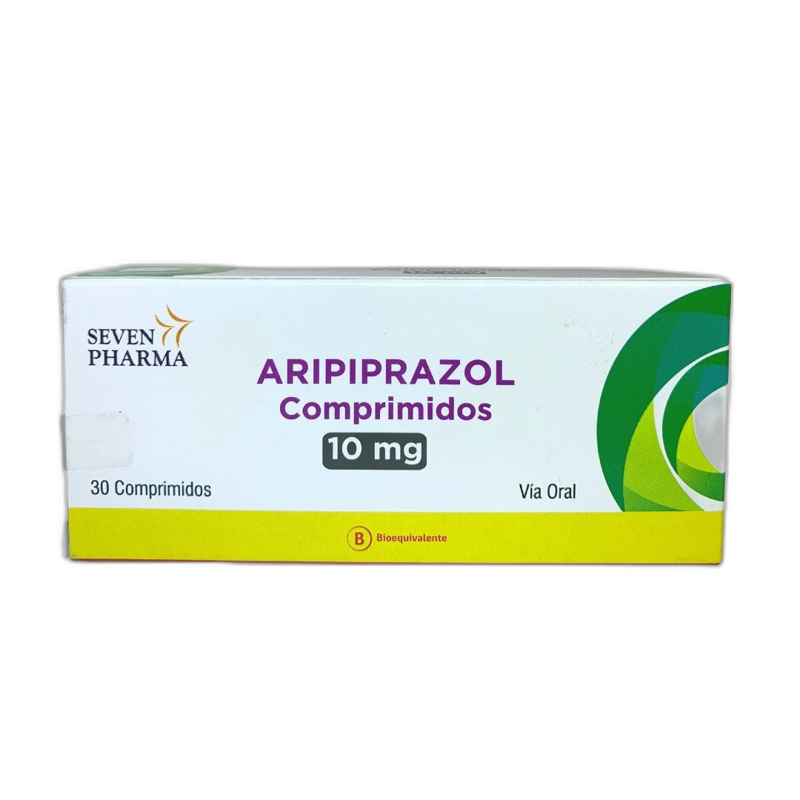 SEVEN
PHARMA
ARIPIPRAZOL
Comprimidos
10 mg
30 Comprimidos
Vía Oral
B Bioequivalente